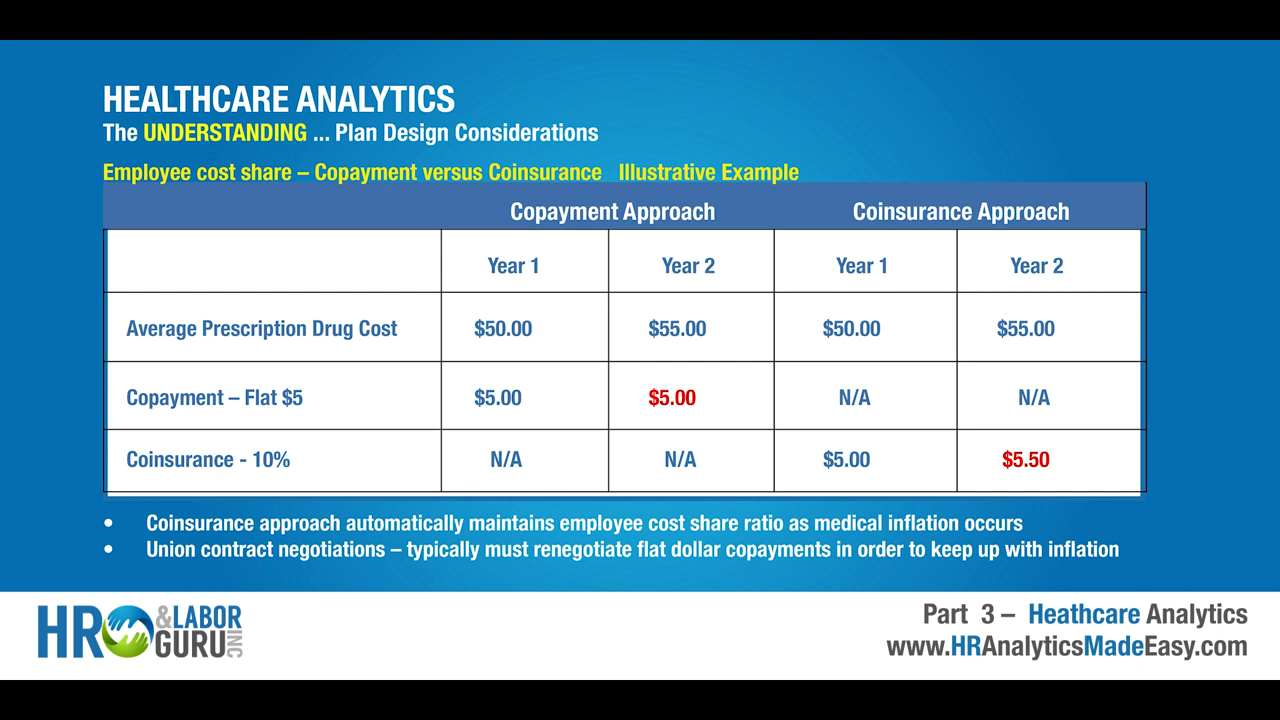 HEALTHCARE ANALYTICS
The UNDERSTANDING ... Plan Design Considerations
Employee cost share – Copayment versus Coinsurance Illustrative Example
Copayment Approach Coinsurance Approach
Year 1 Year 2 Year 1 Year 2
Average Prescription Drug Cost $50.00 $55.00 $50.00 $55.00
Copayment – Flat $5 $5.00 $5.00 N/A N/A
Coinsurance - 10% N/A N/A $5.00 $5.50
• Coinsurance approach automatically maintains employee cost share ratio as medical inflation occurs
• Union contract negotiations – typically must renegotiate flat dollar copayments in order to keep up with inflation
HR &LABOR
GURU INC
Part 3 – Heathcare Analytics
www.HRAnalyticsMadeEasy.com